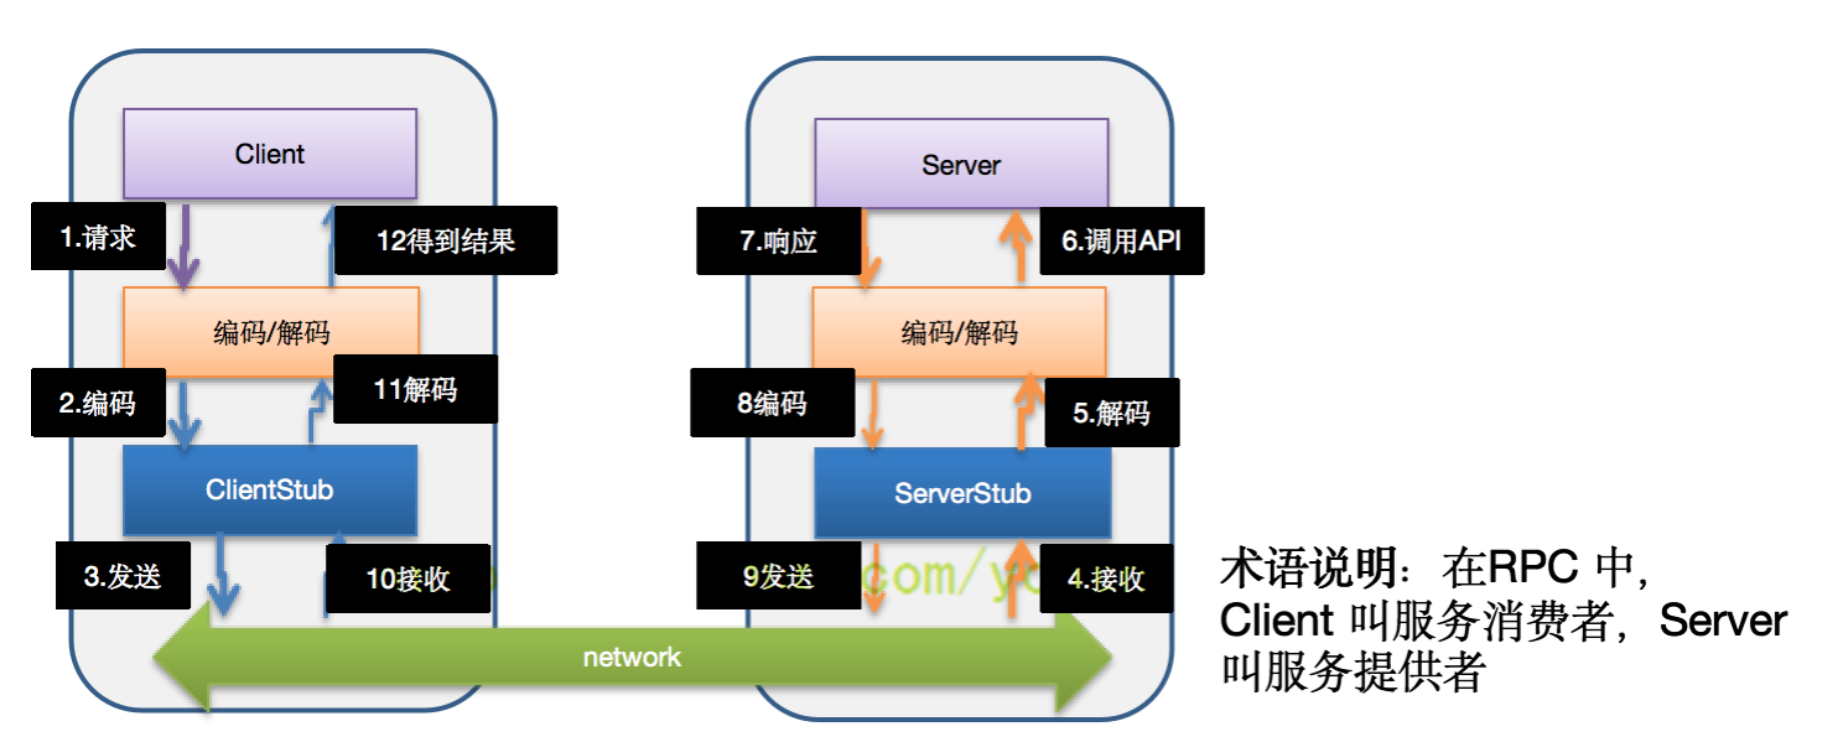 Client
Server
1.请求
12得到结果
7.响应
6.调用API
编码/解码
编码/解码
2.编码
11解码
8编码
5.解码
ClientStub
ServerStub
3.发送
10接收
9发送
com/yo
4.接收
network
术语说明：在RPC 中，
Client 叫服务消费者，Server
叫服务提供者